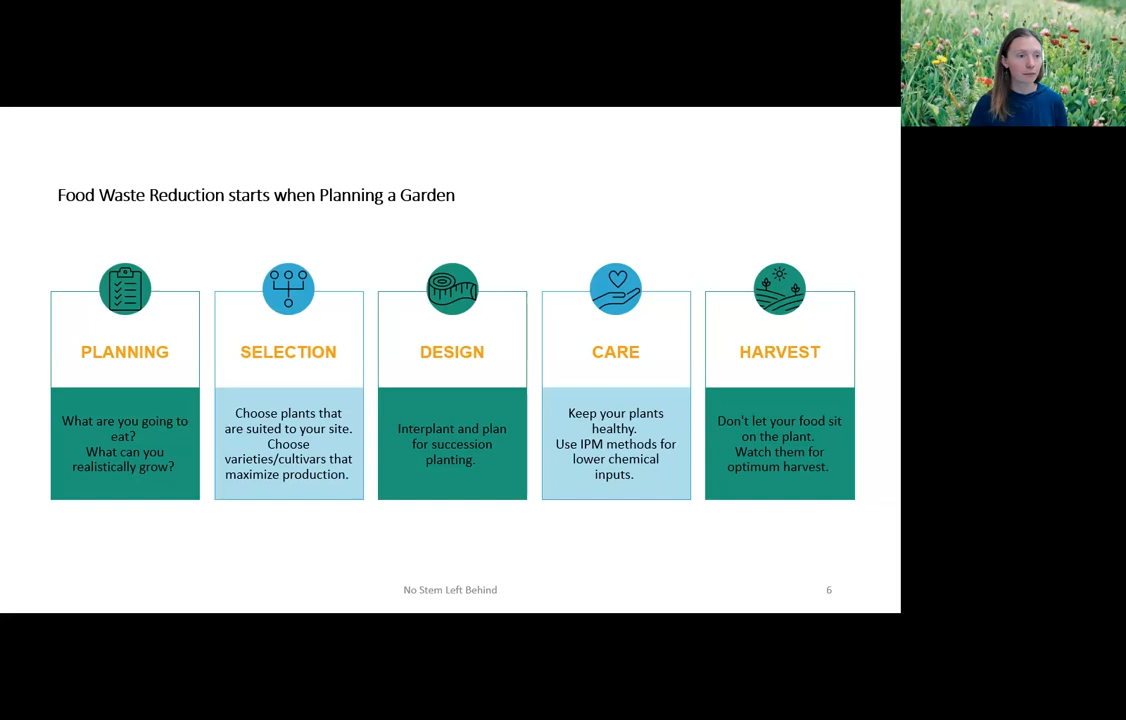 Food Waste Reduction starts when Planning a Garden
PLANNING
What are you going to
eat?
What can you
realistically grow?
SELECTION
Choose plants that
are suited to your site.
Choose
varieties/cultivars that
maximize production.
DESIGN
Interplant and plan
for succession
planting.
CARE
Keep your plants
healthy.
Use IPM methods for
lower chemical
inputs.
HARVEST
Don't let your food sit
on the plant.
Watch them for
optimum harvest.
No Stem Left Behind
6